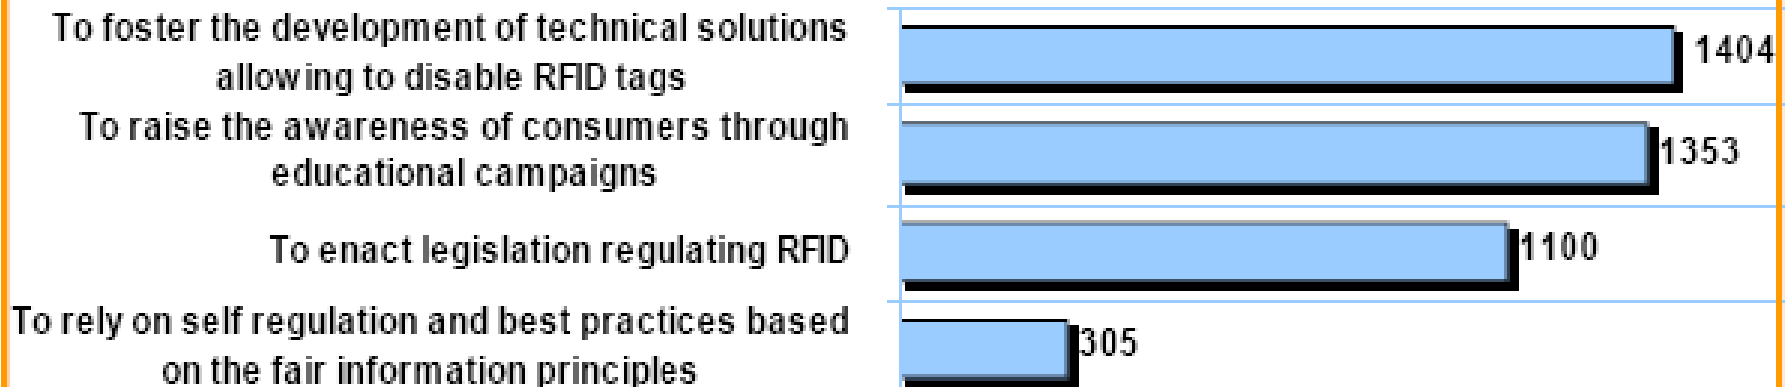 To foster the development of technical solutions
allowing to disable RFID tags
1404
To raise the awareness of consumers through
educational campaigns
1353
To enact legislation regulating RFID
1100
To rely on self regulation and best practices based
on the fair information principles
305